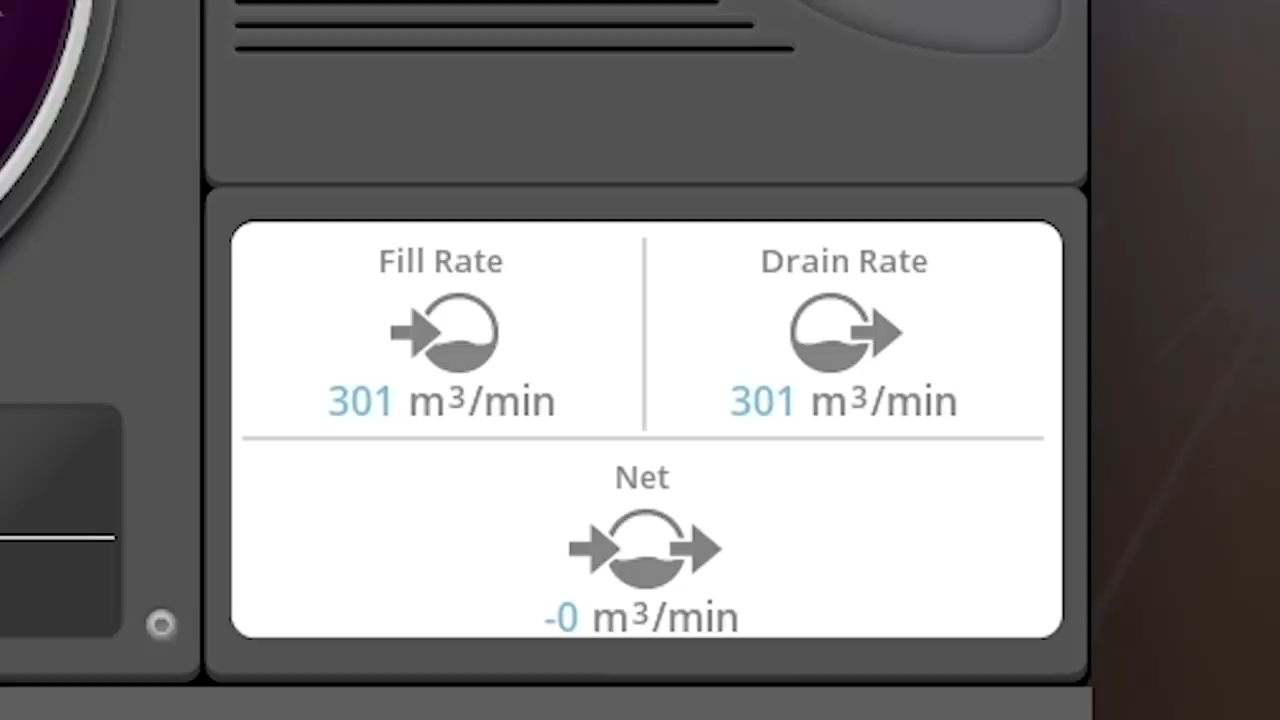 Fill Rate
Drain Rate
301 m³/min
301 m³/min
Net
-0 m³/min